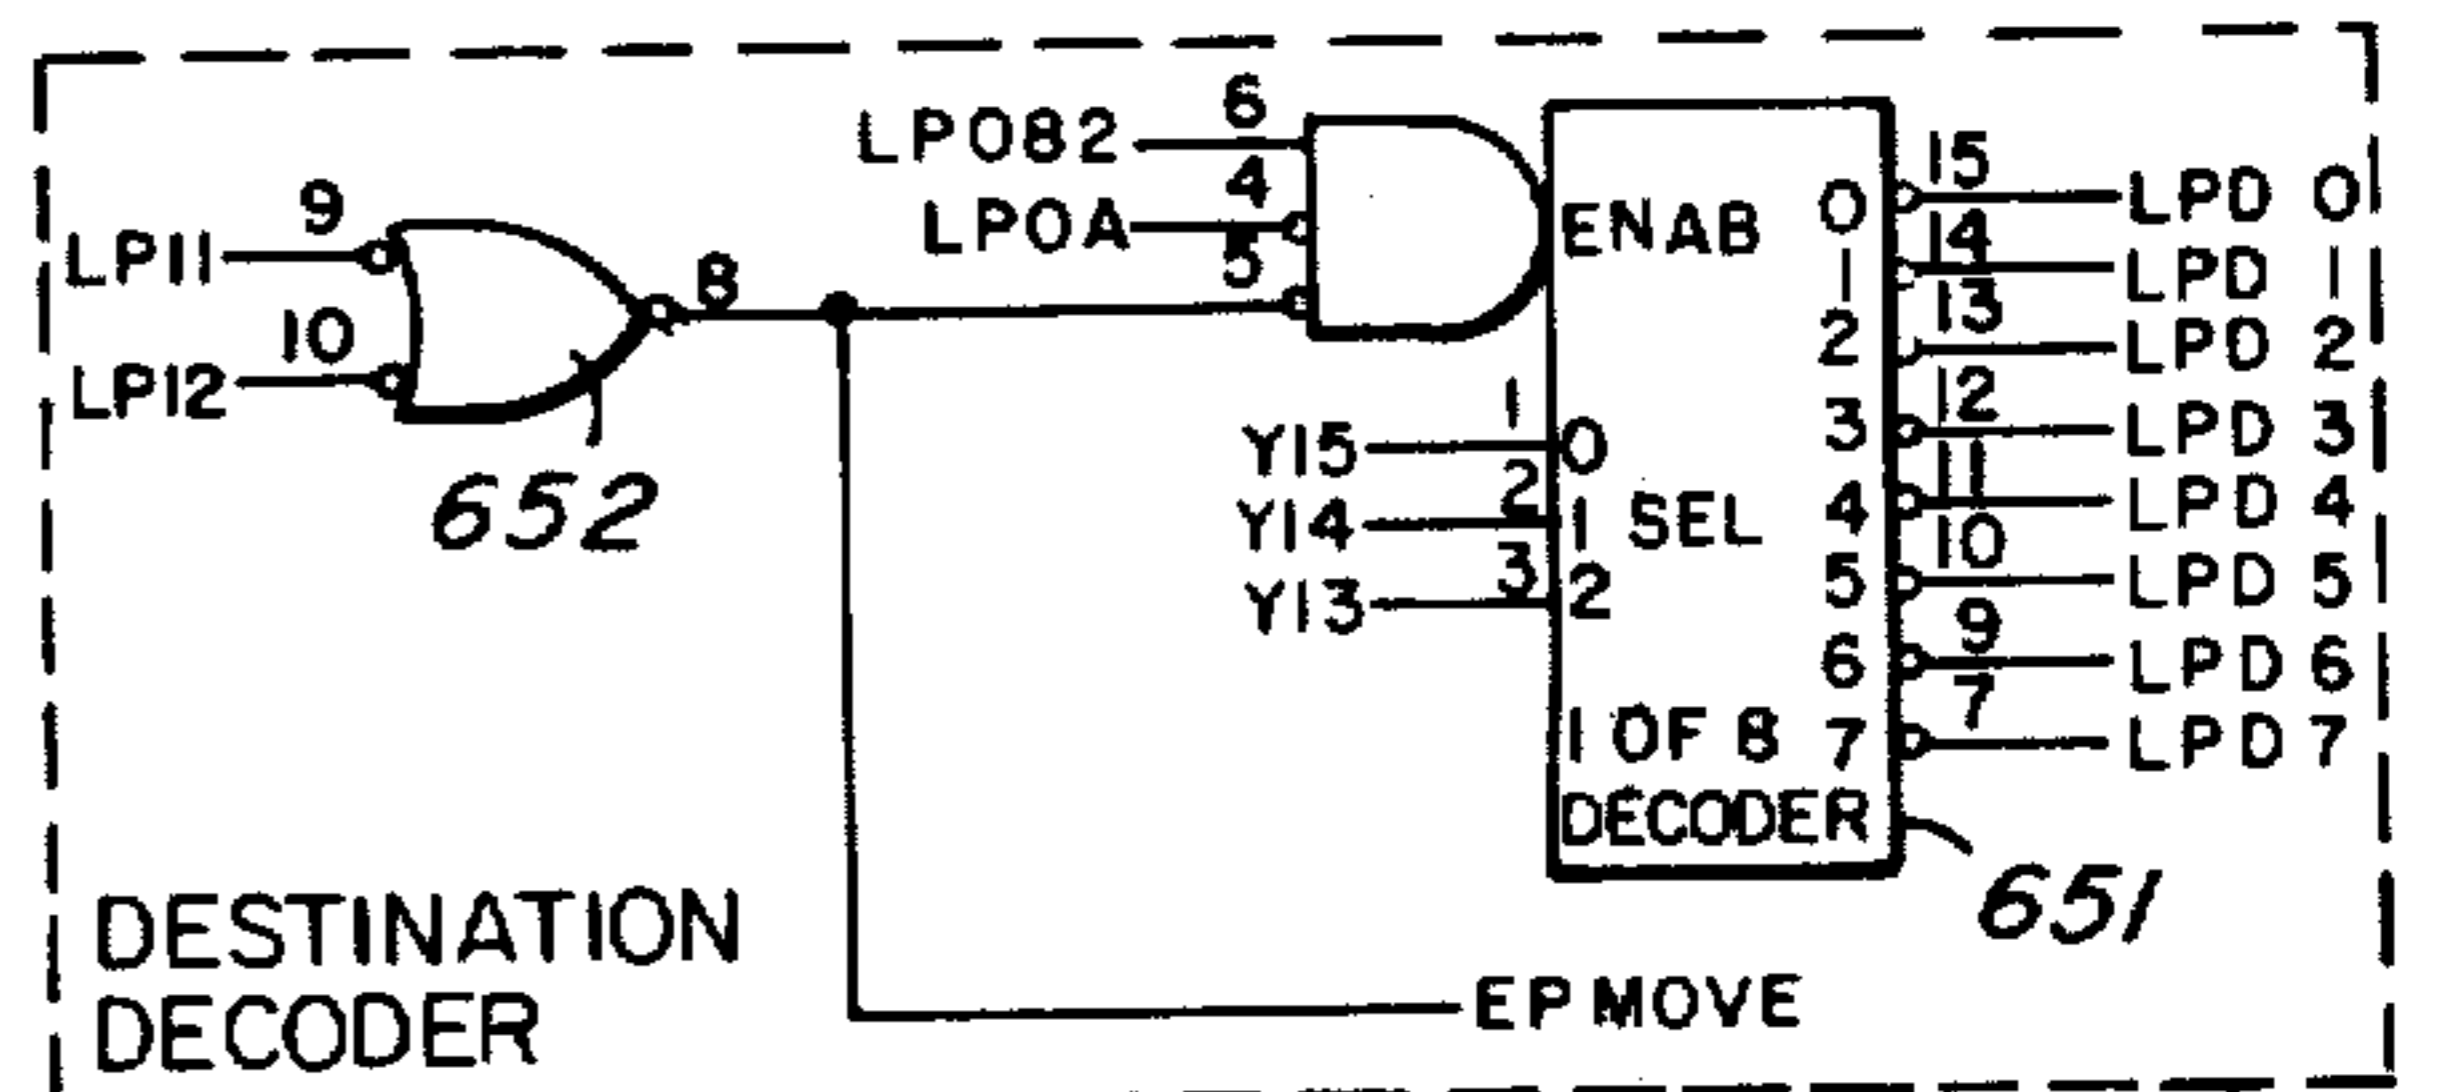 LP082 6
LP0A 4
5
LP11 9
LP12 10
8
652
ENAB
Y15 1 0
Y14 2 1 SEL
Y13 3 2
1 OF 8
DECODER
0 15 LPD 0
1 14 LPD 1
2 13 LPD 2
3 12 LPD 3
4 11 LPD 4
5 10 LPD 5
6 9 LPD 6
7 7 LPD 7
651
EP MOVE
DESTINATION
DECODER